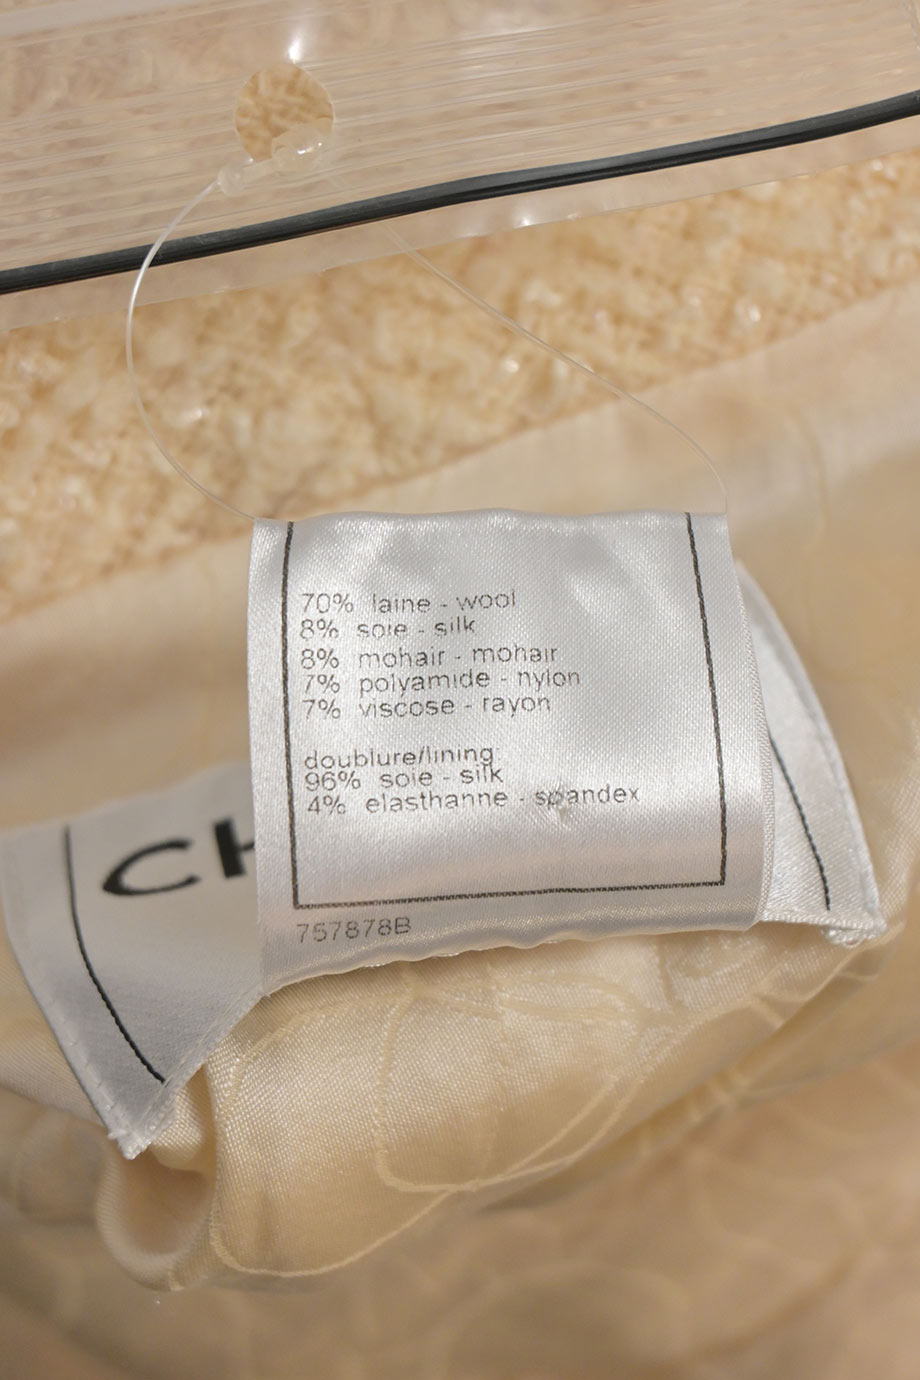 70% laine - wool
8% soie - silk
8% mohair - mohair
7% polyamide - nylon
7% viscose - rayon
doublure/lining:
96% soie - silk
4% elasthanne - spandex
757878B
CH